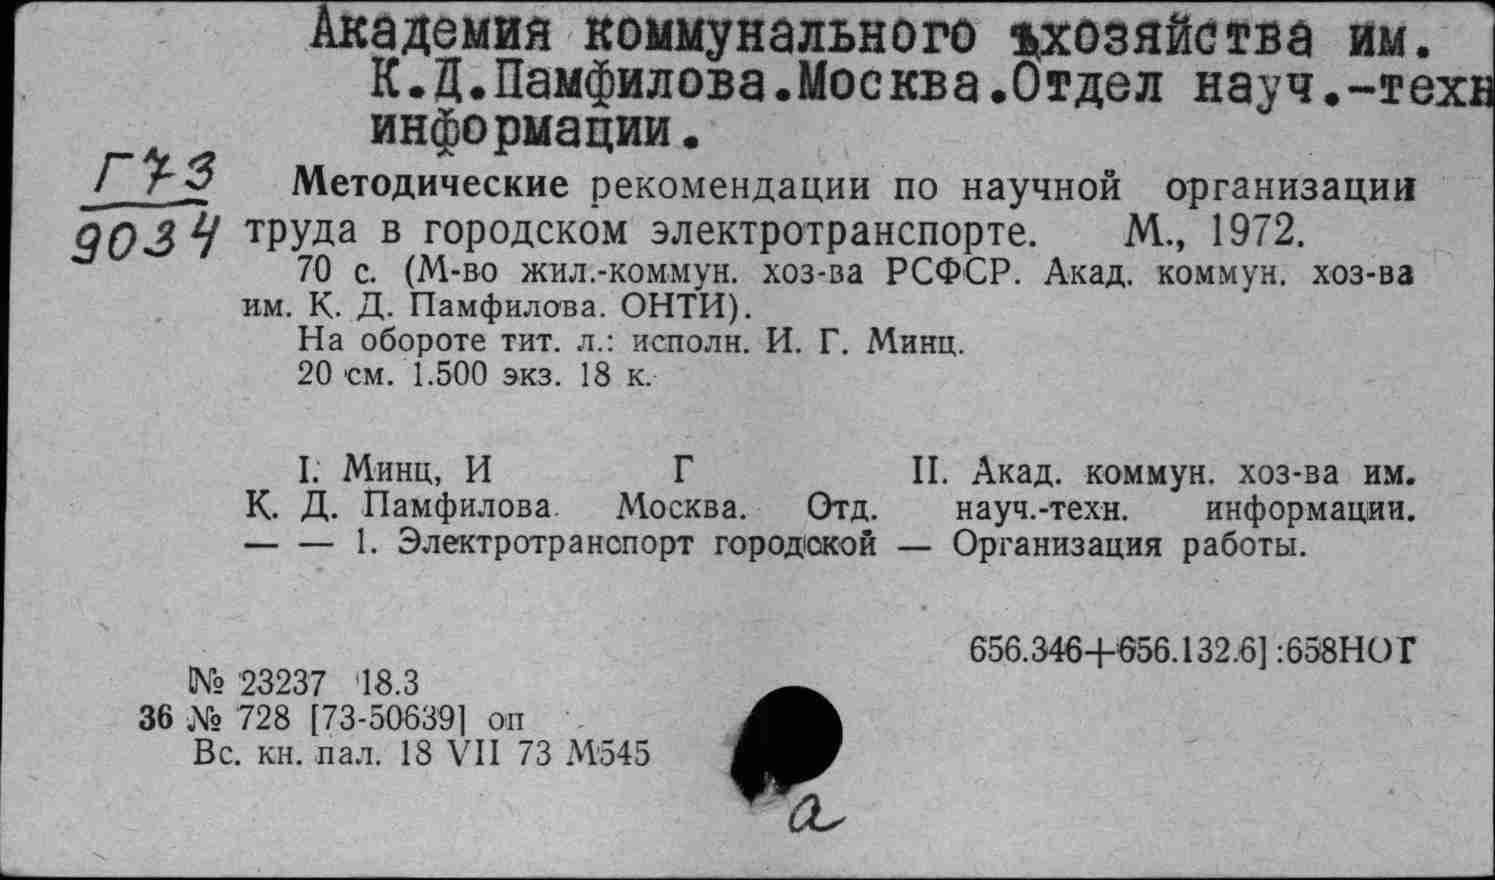 Академия коммунального хозяйства им.
К.Д.Памфилова.Москва.Отдел науч.-техн
информации.
Г73
9034
Методические рекомендации по научной организации
труда в городском электротранспорте. М., 1972.
70 с. (М-во жил.-коммун. хоз-ва РСФСР. Акад. коммун. хоз-ва
им. К. Д. Памфилова. ОНТИ).
На обороте тит. л.: исполн. И. Г. Минц.
20 см. 1.500 экз. 18 к.
I. Минц, И Г II. Акад. коммун. хоз-ва им.
К. Д. Памфилова. Москва. Отд. науч.-техн. информации.
— — 1. Электротранспорт городской — Организация работы.
656.346+656.132.6] :658НОТ
№ 23237 18.3
36 № 728 [73-50639] оп
Вс. кн. пал. 18 VII 73 М545
а